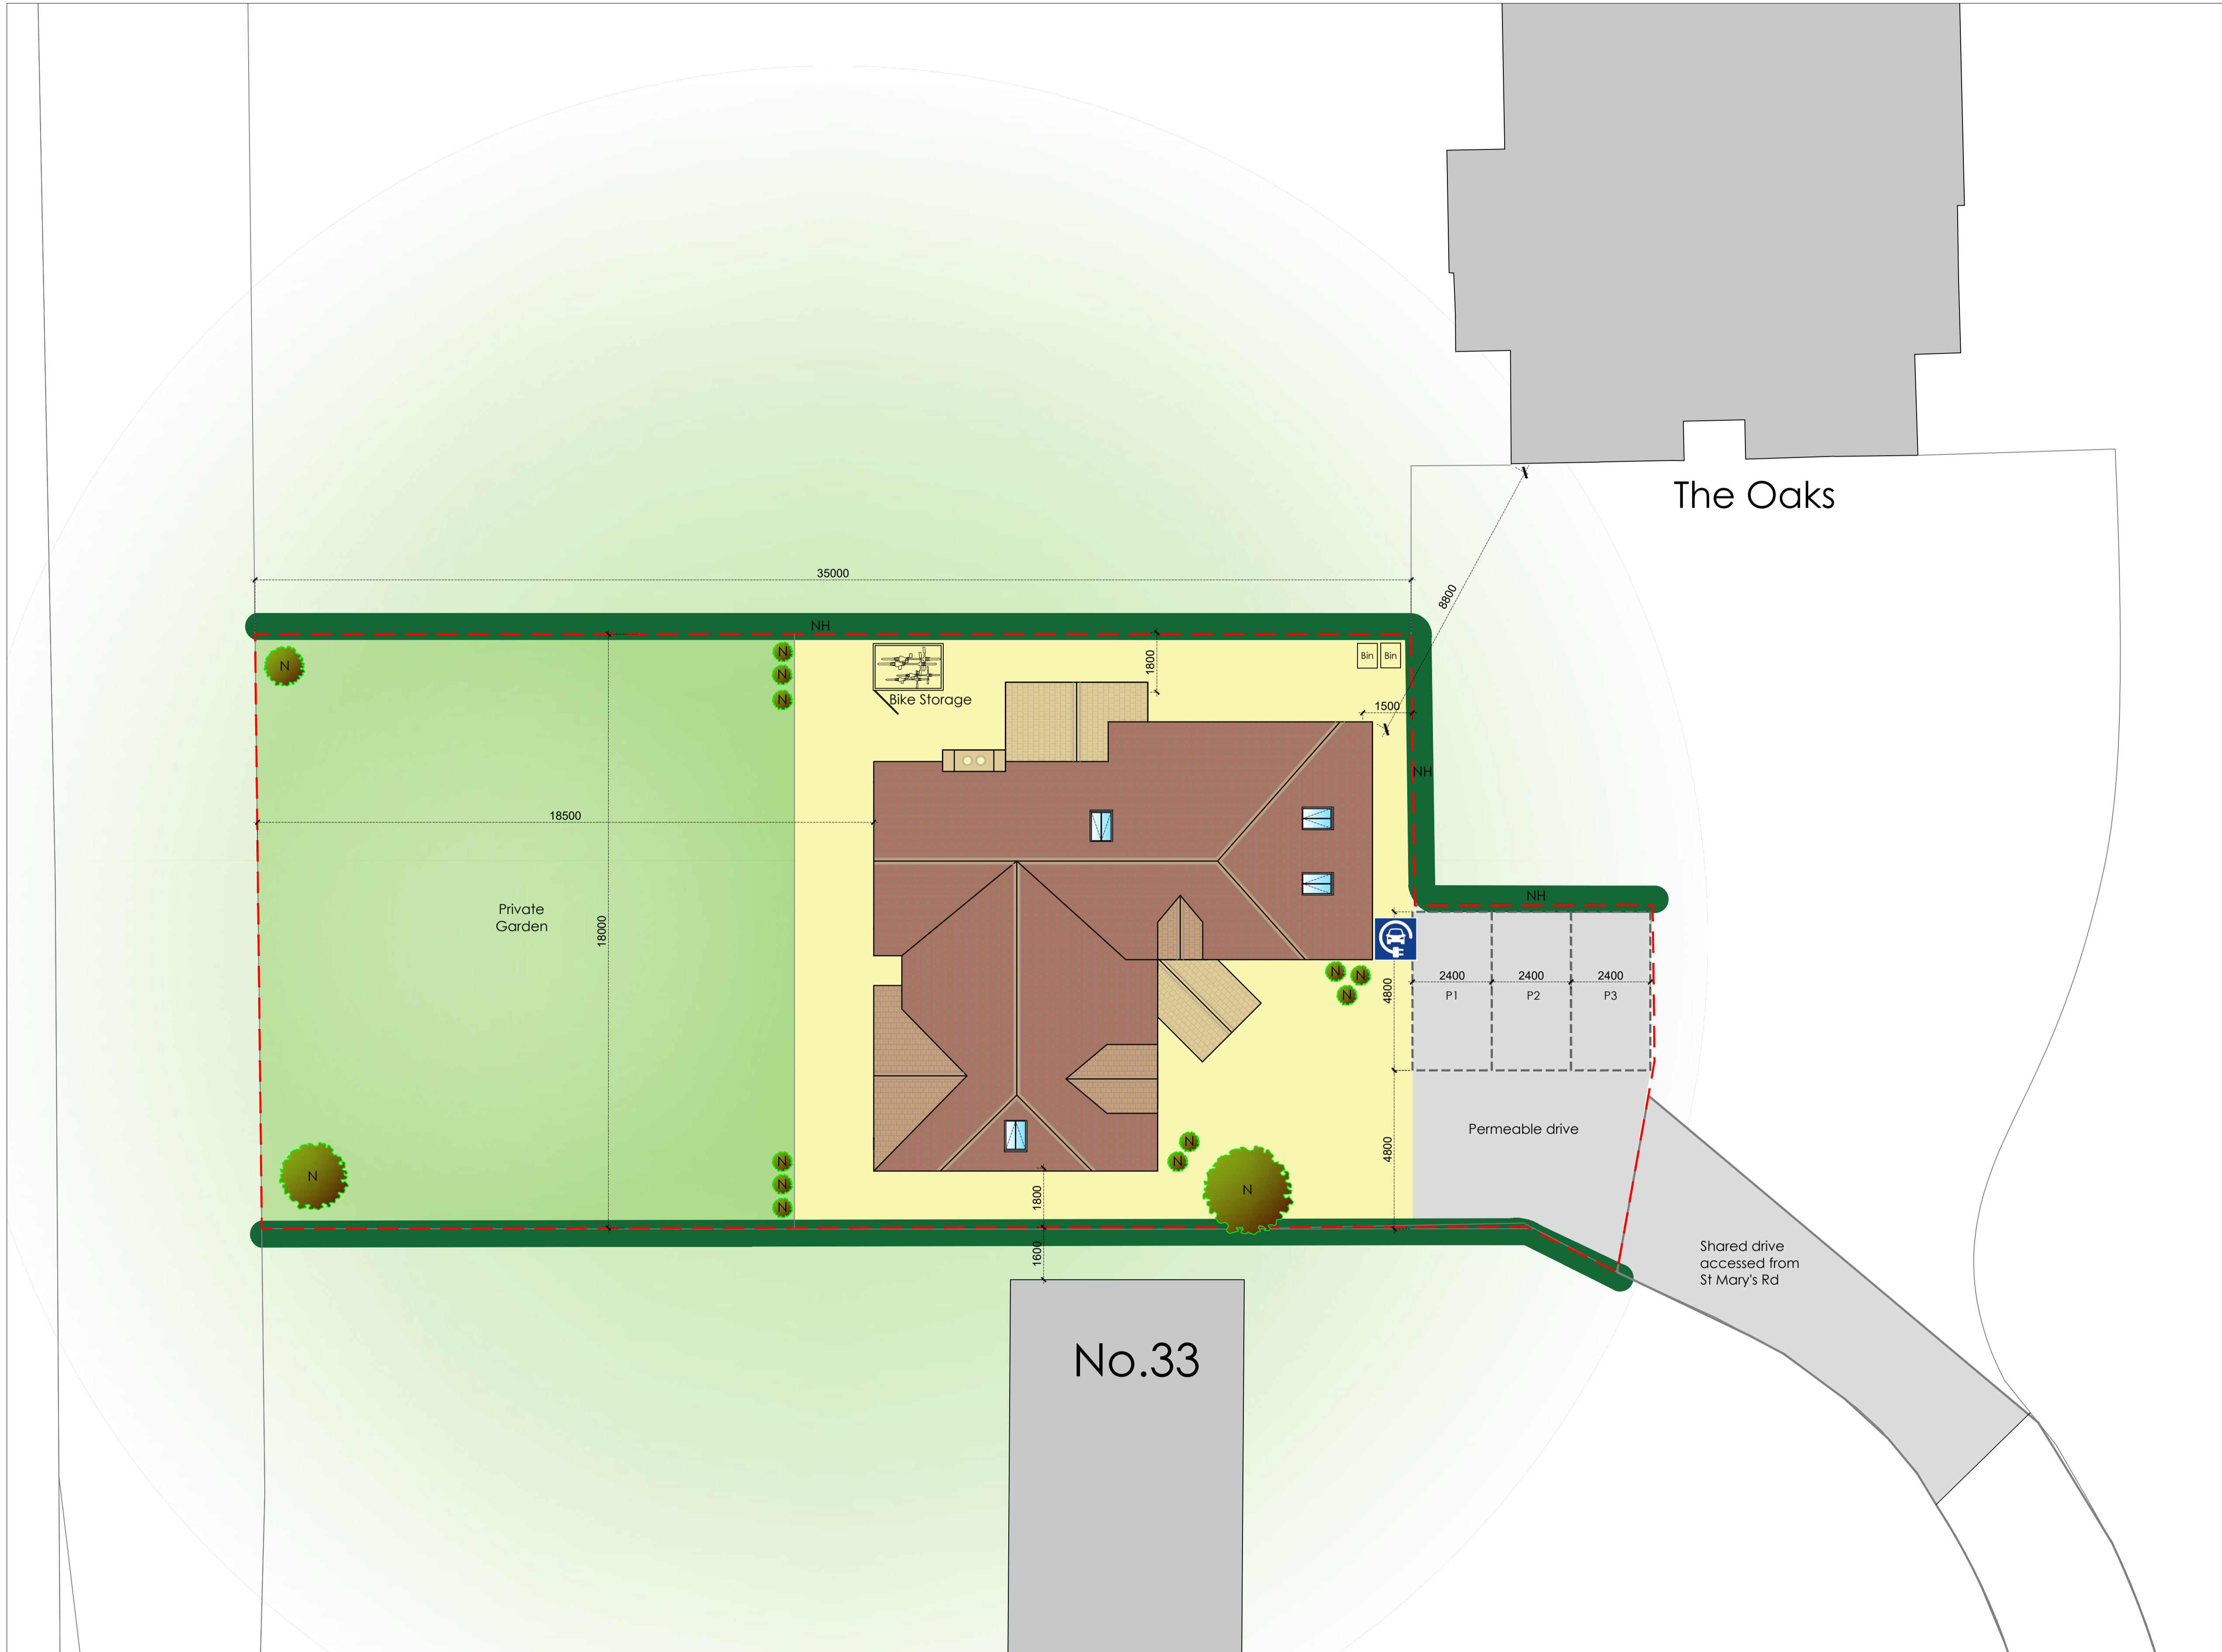 The Oaks
35000
8800
NH
N
N
N
N
Bin
Bin
1800
Bike Storage
1500
NH
18500
NH
Private
Garden
18000
N
N
N
4800
2400
2400
2400
P1
P2
P3
Permeable drive
4800
N
N
N
N
N
N
N
1800
1600
Shared drive
accessed from
St Mary's Rd
No.33